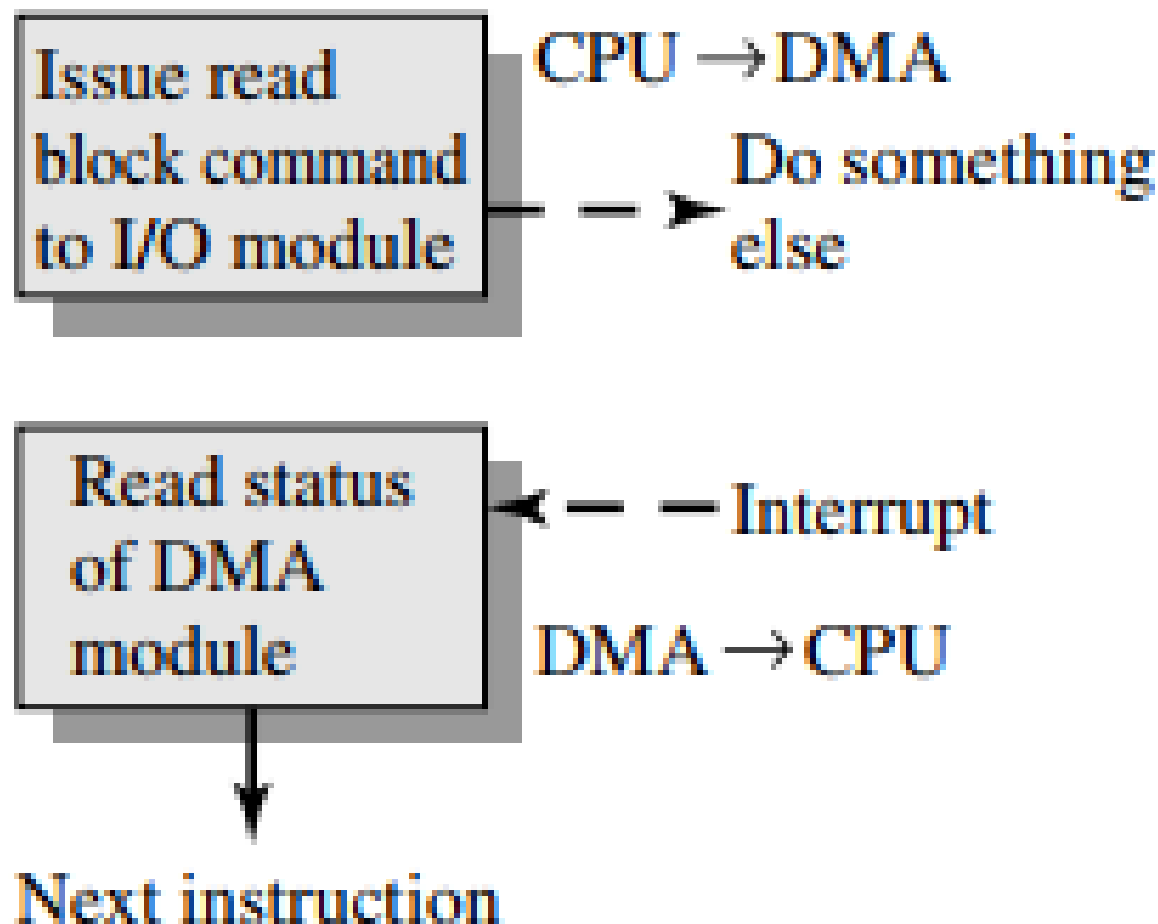 Issue read
block command
to I/O module
CPU → DMA
Do something
else
Read status
of DMA
module
Interrupt
DMA → CPU
Next instruction